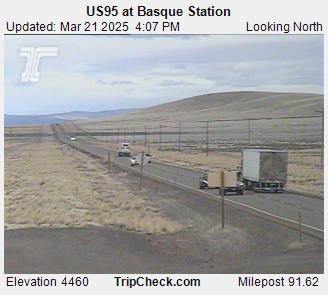 US95 at Basque Station
Updated: Mar 21 2025 4:07 PM Looking North
Elevation 4460 TripCheck.com Milepost 91.62